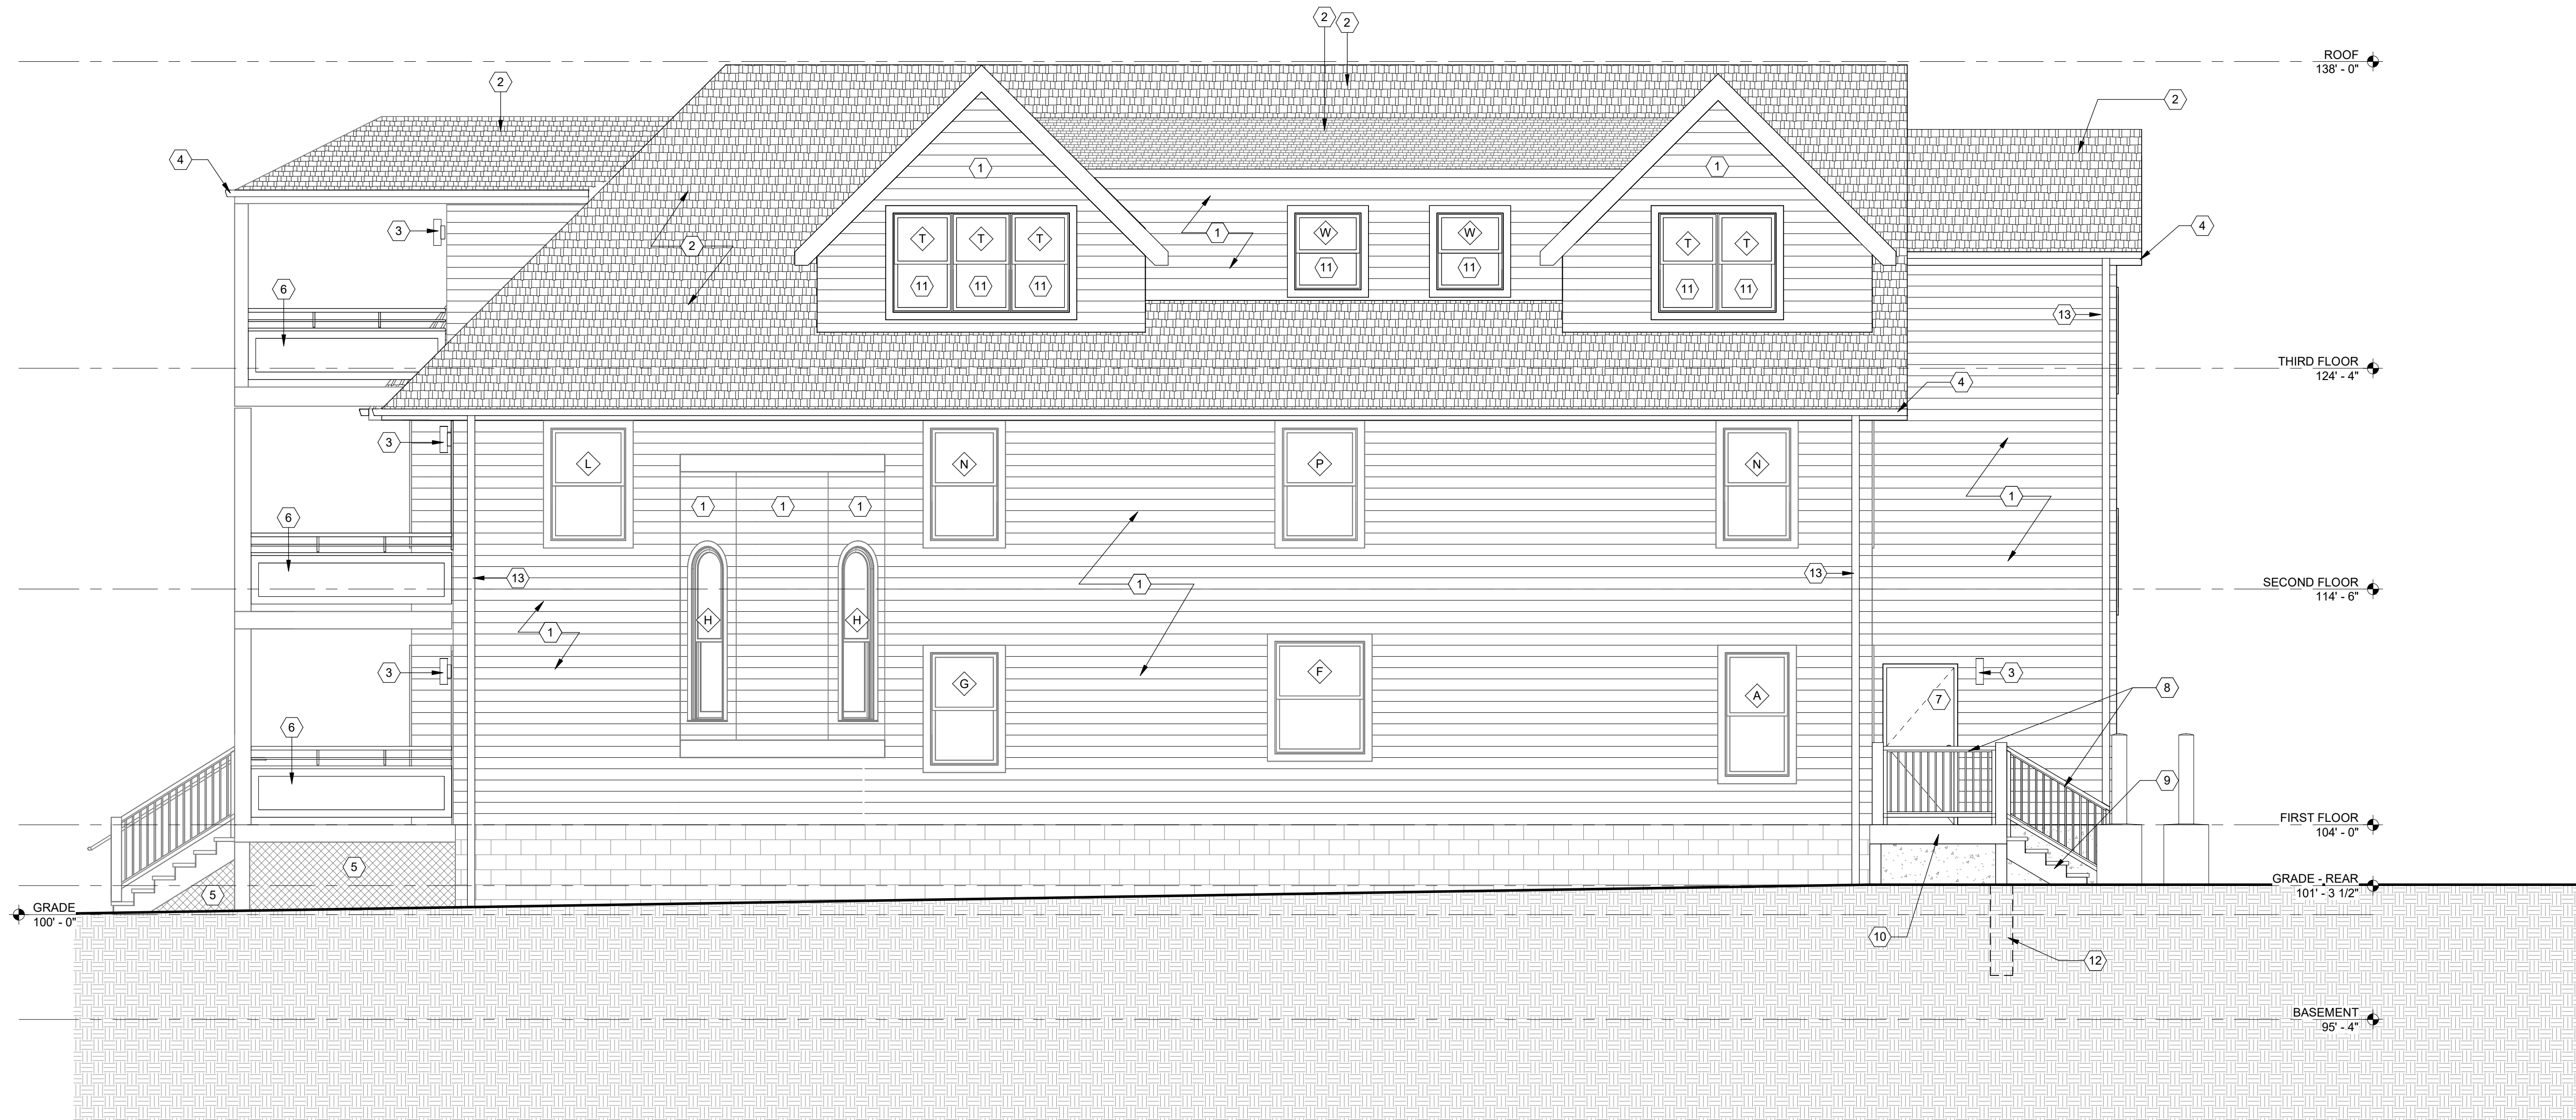 2
2
ROOF
138' - 0"
2
2
4
1
1
3
T
T
T
W
W
T
T
1
2
4
11
11
11
11
11
11
11
6
13
THIRD FLOOR
124' - 4"
4
3
L
N
P
N
1
1
1
1
6
13
13
1
SECOND FLOOR
114' - 6"
H
H
1
3
G
F
A
3
7
8
6
9
FIRST FLOOR
104' - 0"
5
5
GRADE - REAR
101' - 3 1/2"
GRADE
100' - 0"
10
12
BASEMENT
95' - 4"